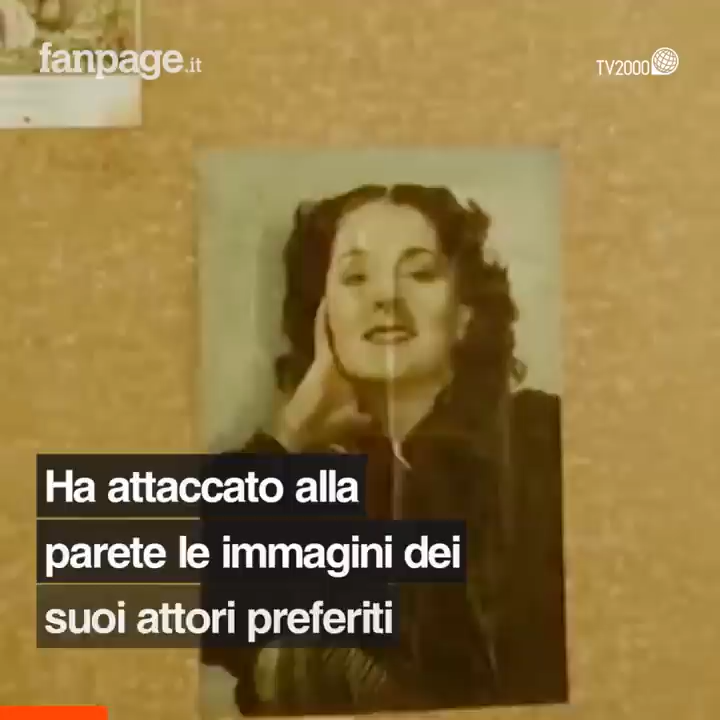 fanpage.it
TV2000
Ha attaccato alla
parete le immagini dei
suoi attori preferiti